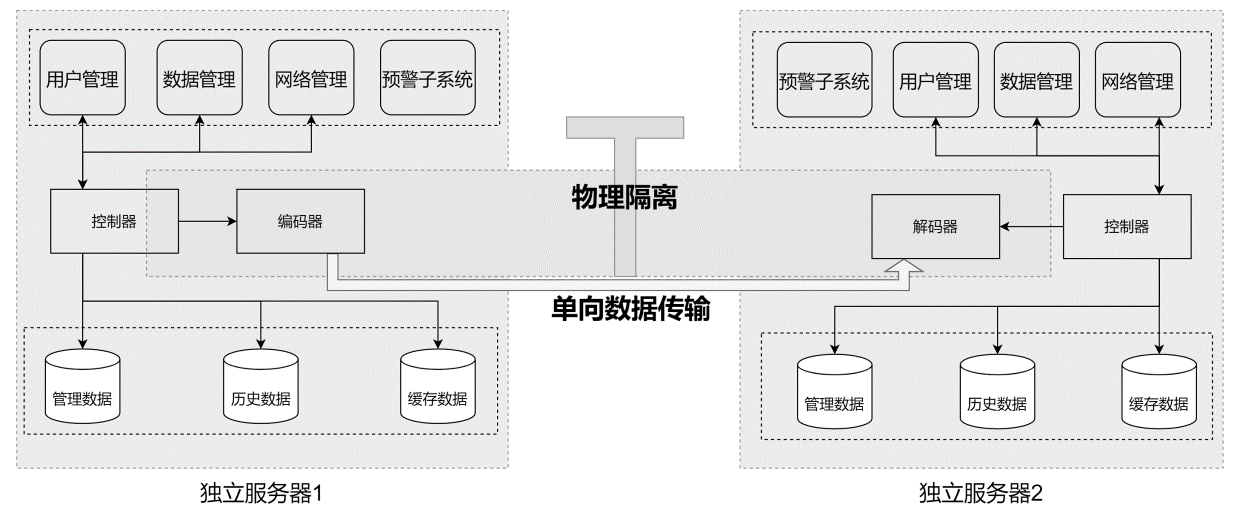 用户管理
数据管理
网络管理
预警子系统
预警子系统
用户管理
数据管理
网络管理
物理隔离
控制器
编码器
解码器
控制器
单向数据传输
管理数据
历史数据
缓存数据
管理数据
历史数据
缓存数据
独立服务器1
独立服务器2